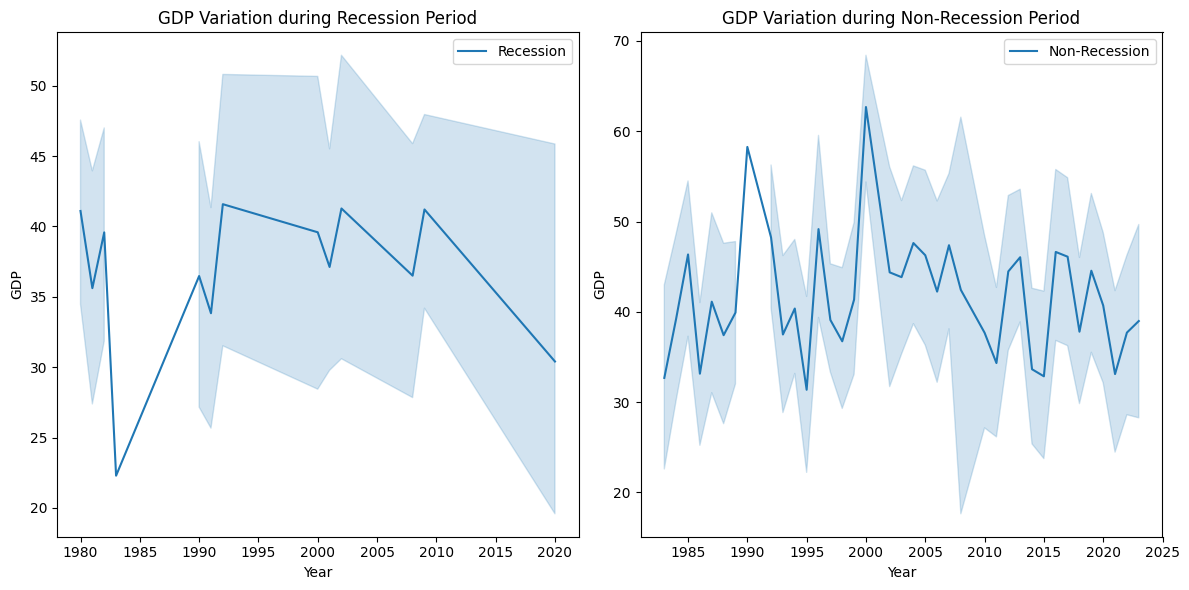 GDP Variation during Recession Period
Recession
50
45
40
35
30
25
20
GDP
1980 1985 1990 1995 2000 2005 2010 2015 2020
Year
GDP Variation during Non-Recession Period
Non-Recession
70
60
50
40
30
20
GDP
1985 1990 1995 2000 2005 2010 2015 2020 2025
Year